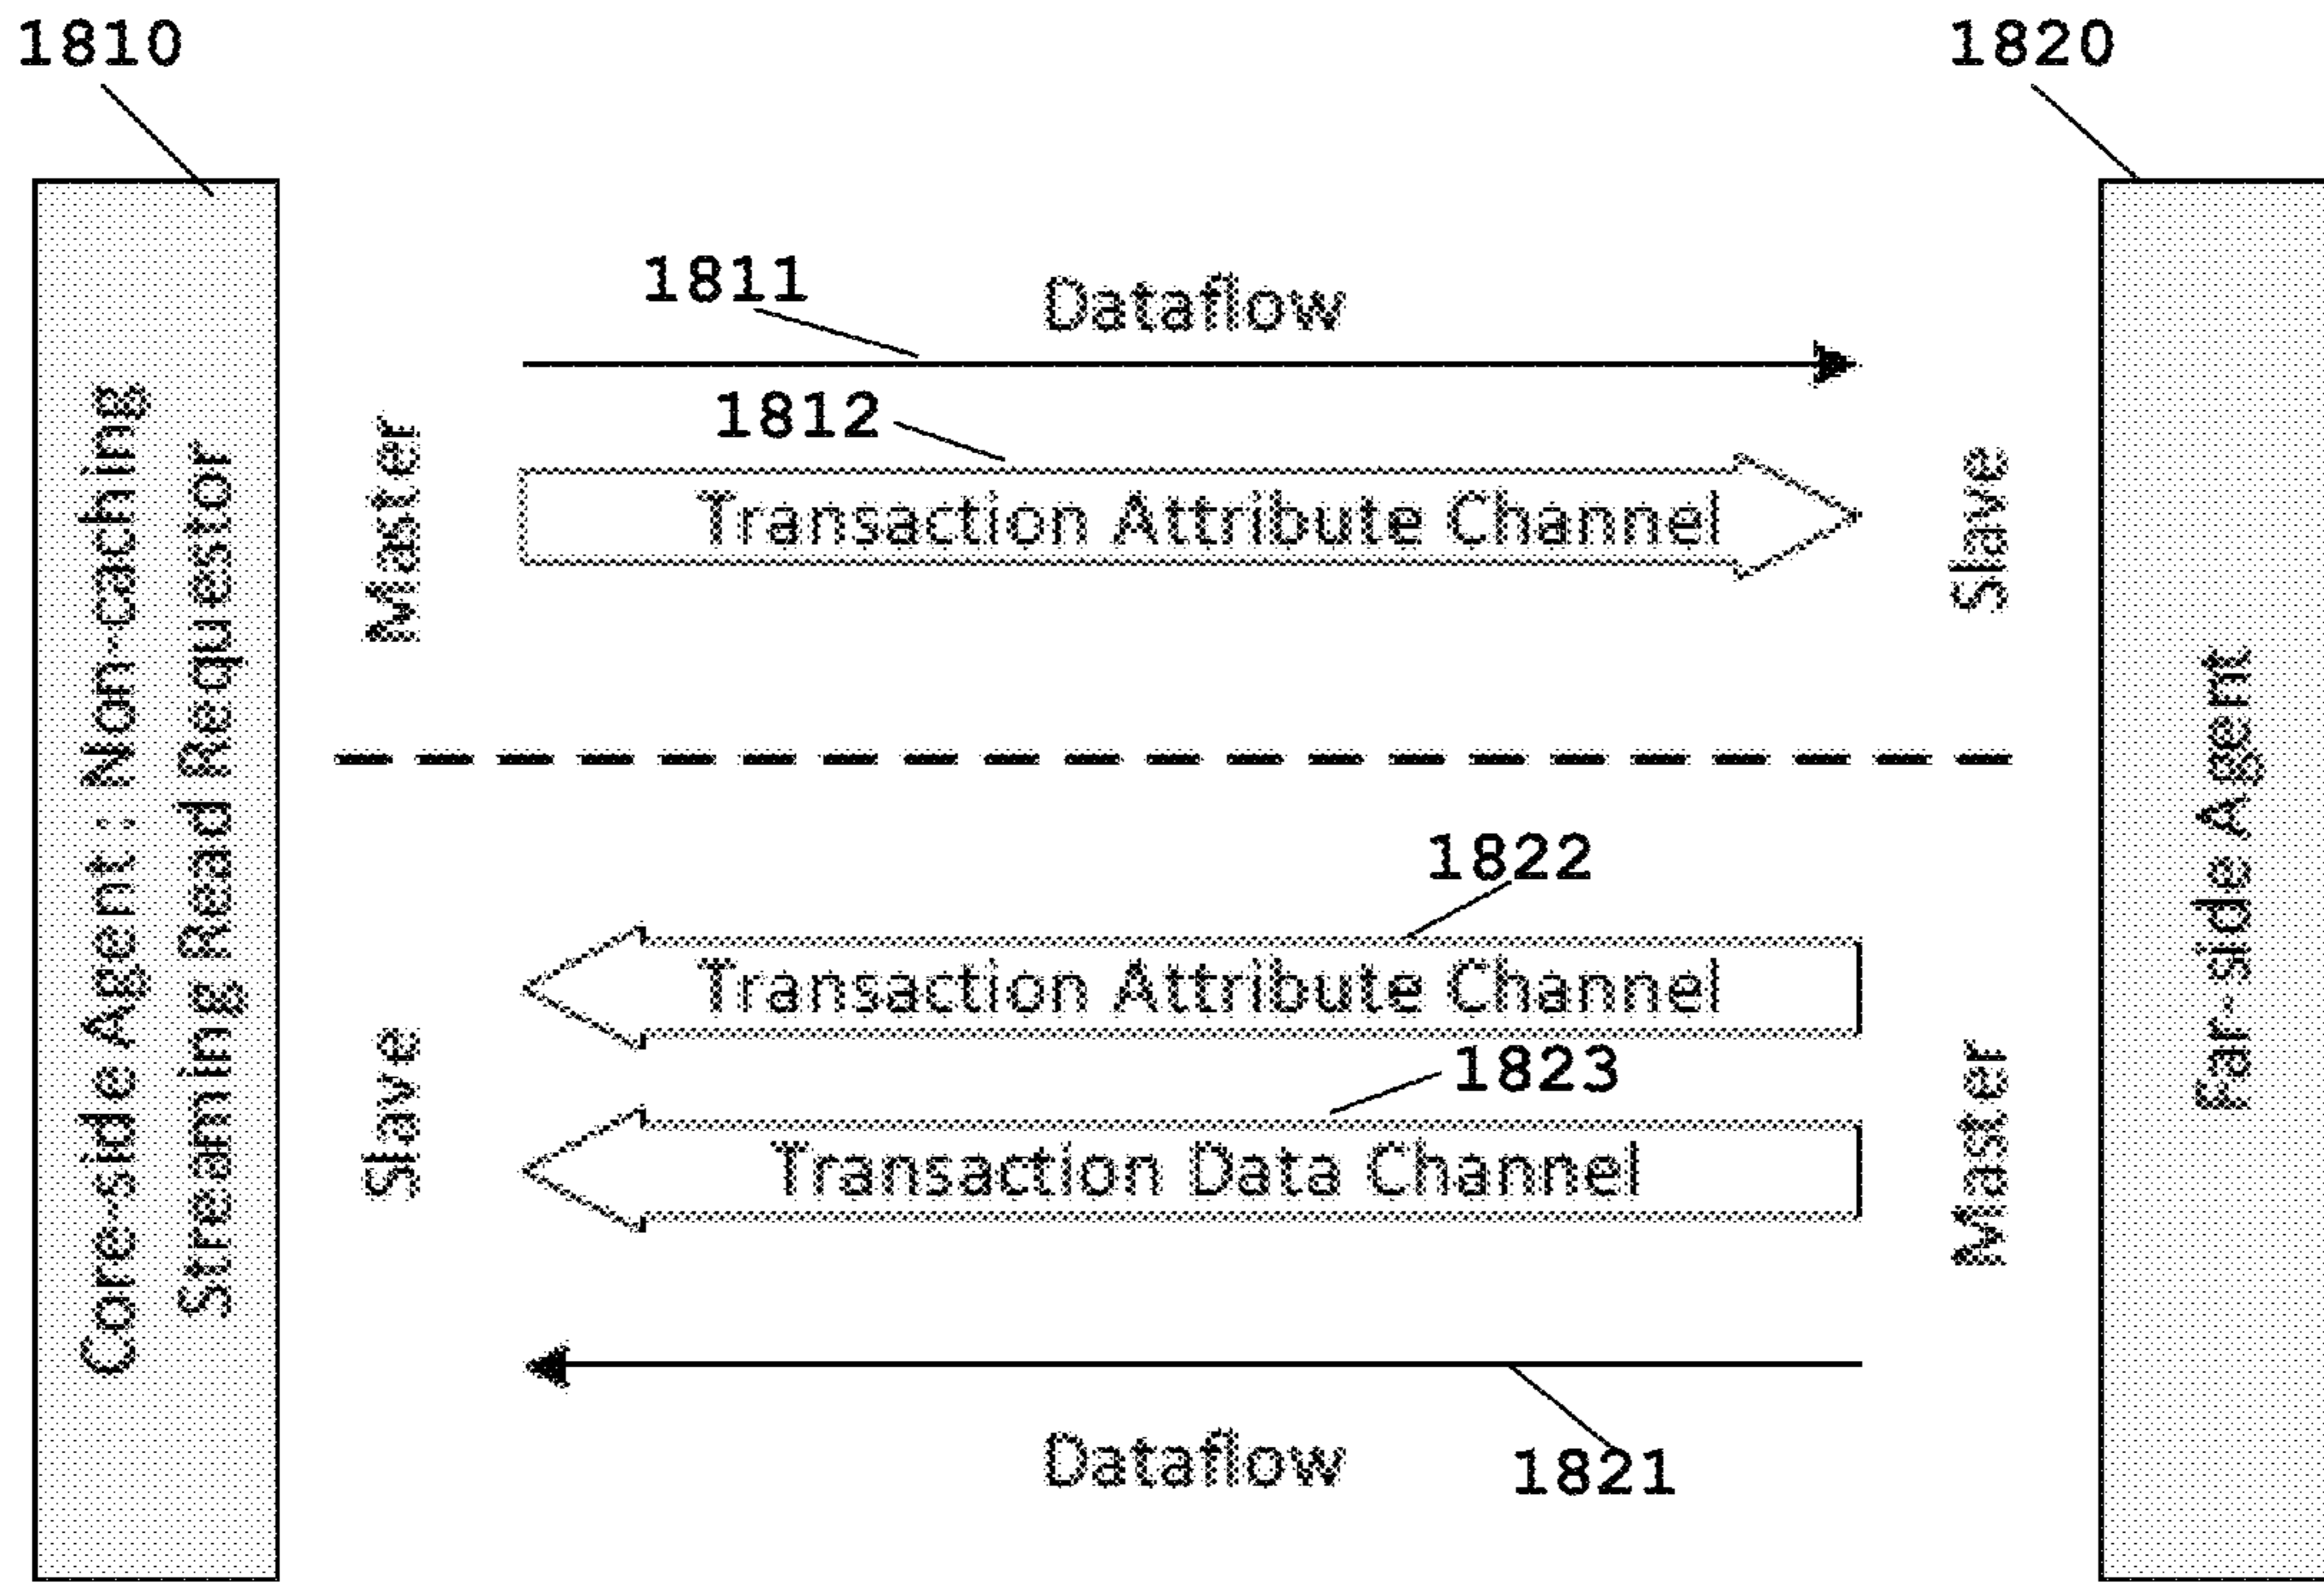 1810
1820
Core-side Agent : Non-caching
Streaming Read Requestor
1811
Dataflow
1812
Master
Transaction Attribute Channel
Slave
1822
Transaction Attribute Channel
1823
Slave
Transaction Data Channel
Master
Dataflow
1821
Far-side Agent